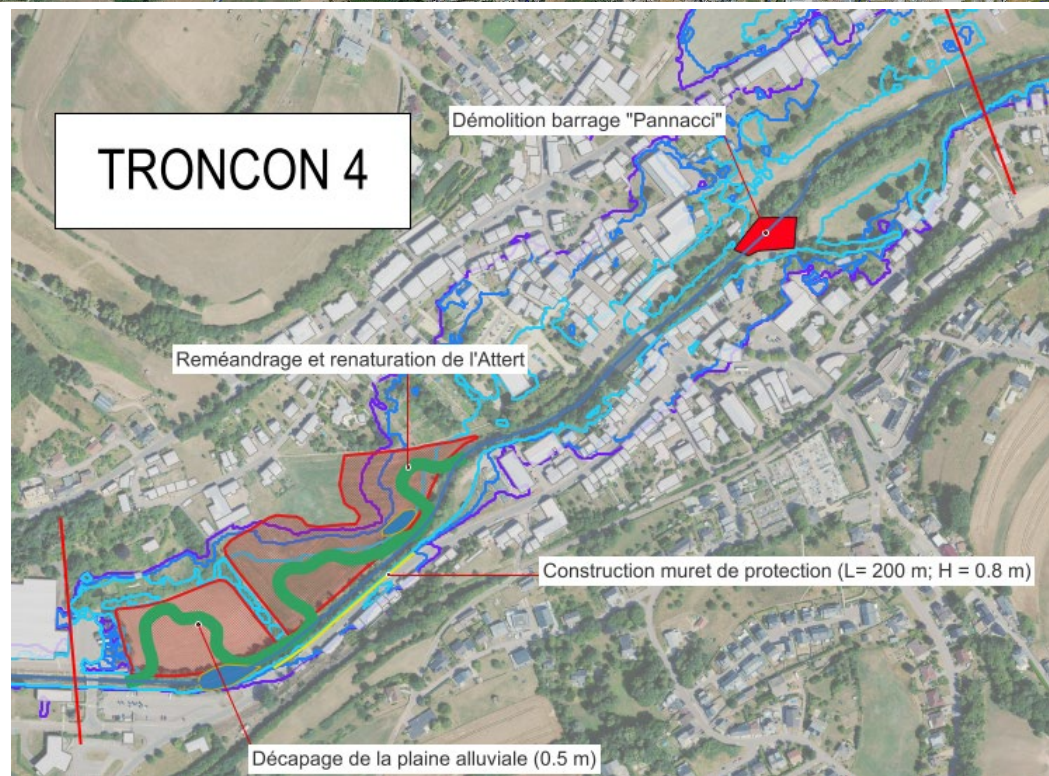 Démolition barrage "Pannacci"
TRONCON 4
Reméandrage et renaturation de l'Attert
Construction muret de protection (L= 200 m; H = 0.8 m)
Décapage de la plaine alluviale (0.5 m)